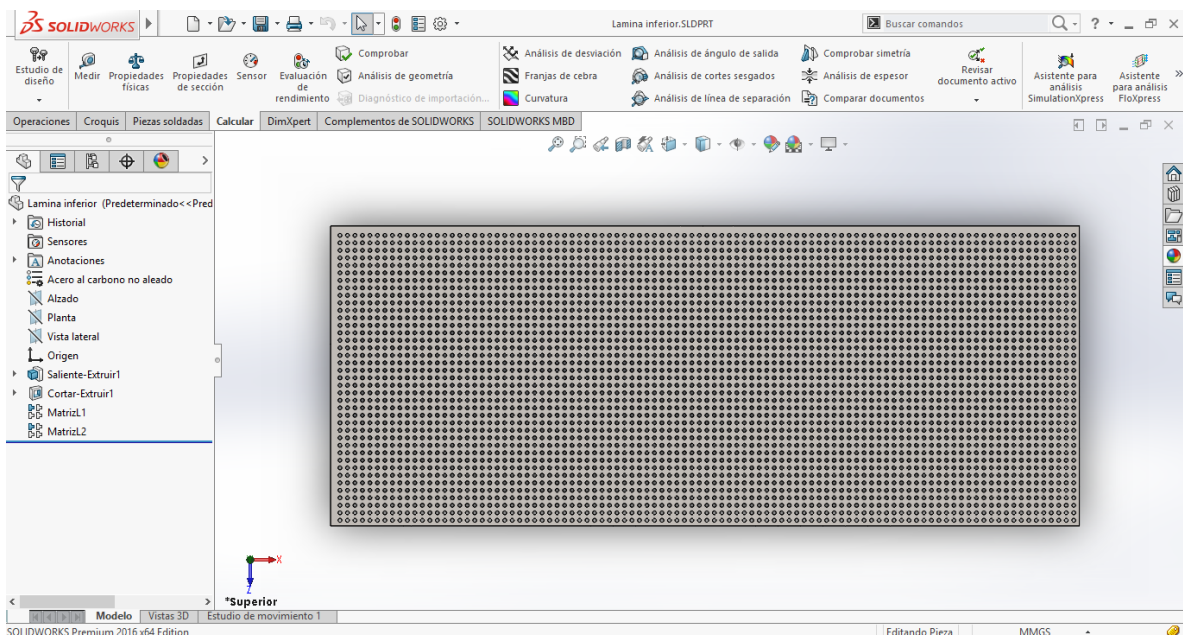 SOLIDWORKS
Lamina inferior.SLDPRT
Buscar comandos
Estudio de diseño
Medir
Propiedades físicas
Propiedades de sección
Sensor
Evaluación de rendimiento
Comprobar
Análisis de geometría
Diagnóstico de importación...
Análisis de desviación
Franjas de cebra
Curvatura
Análisis de ángulo de salida
Análisis de cortes sesgados
Análisis de línea de separación
Comprobar simetría
Análisis de espesor
Comparar documentos
Revisar documento activo
Asistente para análisis SimulationXpress
Asistente para análisis FloXpress
Operaciones Croquis Piezas soldadas Calcular DimXpert Complementos de SOLIDWORKS SOLIDWORKS MBD
Lamina inferior (Predeterminado<<Pred
Historial
Sensores
Anotaciones
Acero al carbono no aleado
Alzado
Planta
Vista lateral
Origen
Saliente-Extruir1
Cortar-Extruir1
MatrizL1
MatrizL2
X
Z
*Superior
Modelo Vistas 3D Estudio de movimiento 1
SOLIDWORKS Premium 2016 x64 Edition Editando Pieza MMGS